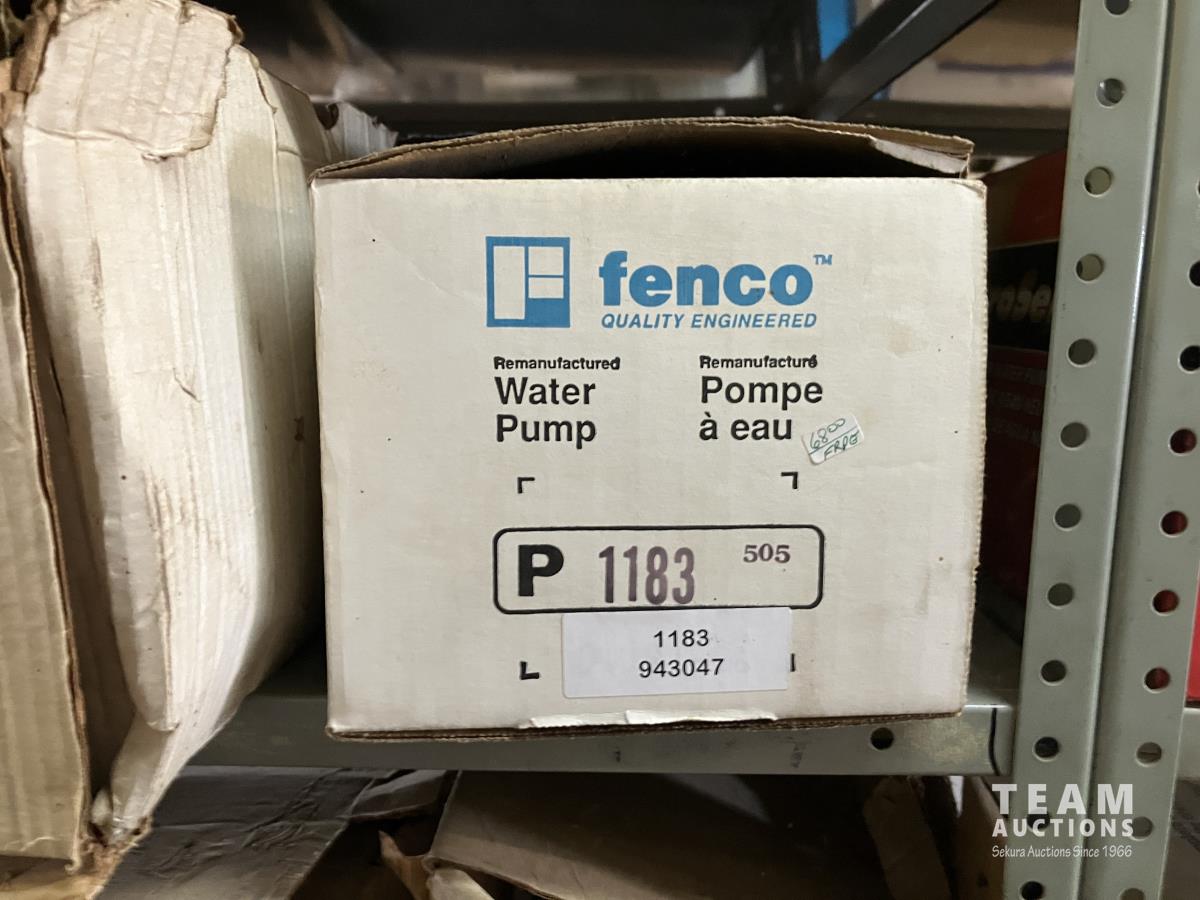 fenco™
QUALITY ENGINEERED
Remanufactured
Water
Pump
Remanufacturé
Pompe
à eau
6800
P 1183 505
1183
943047
TEAM
AUCTIONS
Sekura Auctions Since 1966